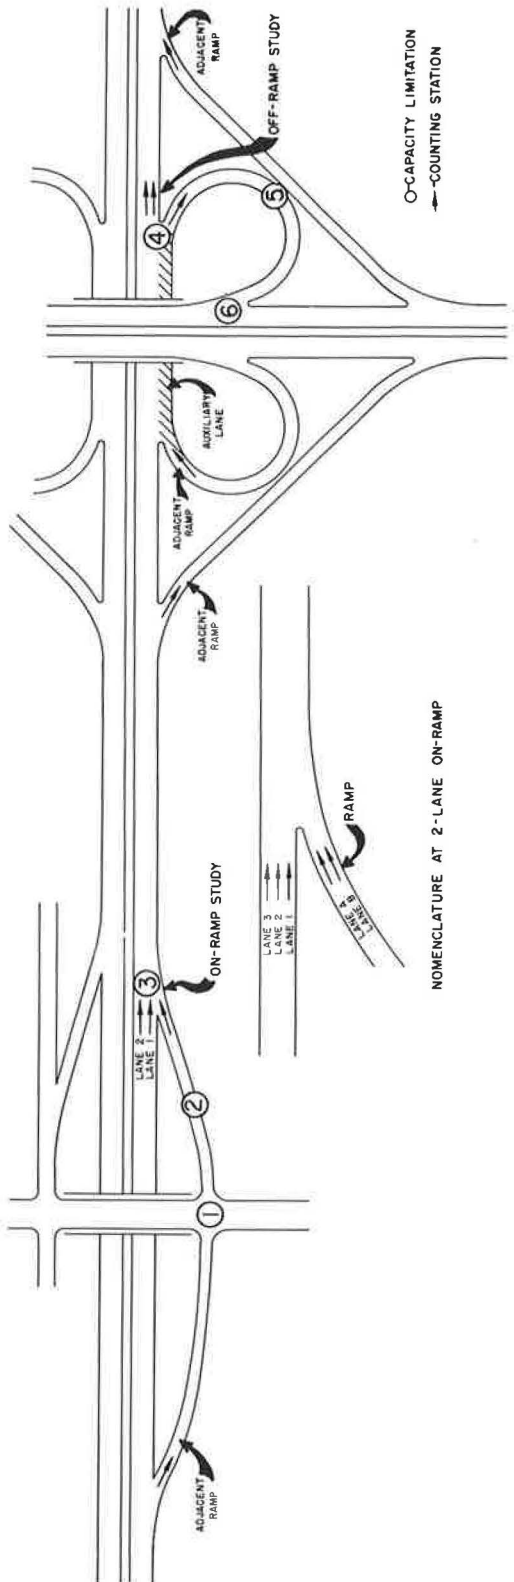 ADJACENT
RAMP
ON-RAMP STUDY
LANE 2
LANE 1
1
2
3
ADJACENT
RAMP
ADJACENT
RAMP
AUXILIARY
LANE
4
5
6
OFF-RAMP STUDY
ADJACENT
RAMP
LANE 3
LANE 2
LANE 1
LANE A
LANE B
RAMP
NOMENCLATURE AT 2-LANE ON-RAMP
O-CAPACITY LIMITATION
-COUNTING STATION